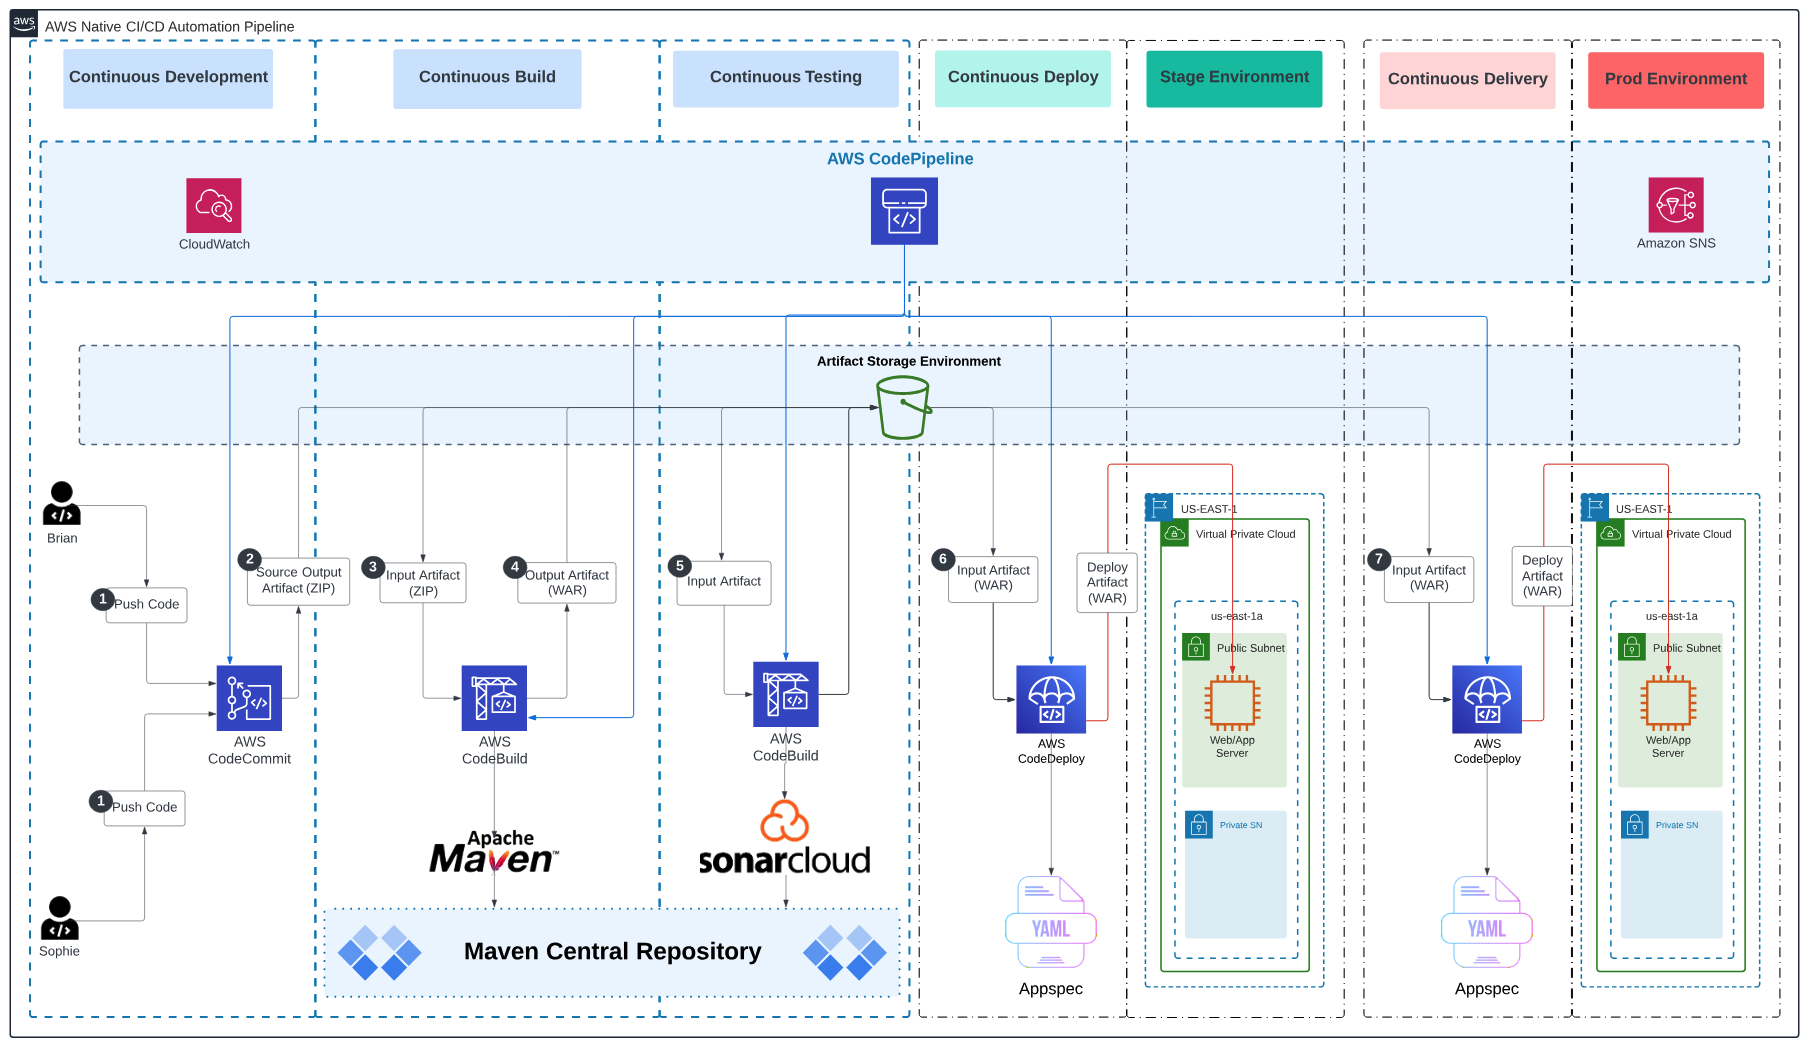 aws
AWS Native CI/CD Automation Pipeline
Continuous Development
Continuous Build
Continuous Testing
Continuous Deploy
Stage Environment
Continuous Delivery
Prod Environment
AWS CodePipeline
CloudWatch
Amazon SNS
Artifact Storage Environment
Brian
1
Push Code
2
Source Output
Artifact (ZIP)
3
Input Artifact
(ZIP)
4
Output Artifact
(WAR)
5
Input Artifact
6
Input Artifact
(WAR)
Deploy
Artifact
(WAR)
US-EAST-1
Virtual Private Cloud
us-east-1a
Public Subnet
Web/App
Server
Private SN
7
Input Artifact
(WAR)
Deploy
Artifact
(WAR)
US-EAST-1
Virtual Private Cloud
us-east-1a
Public Subnet
Web/App
Server
Private SN
AWS
CodeCommit
AWS
CodeBuild
AWS
CodeBuild
AWS
CodeDeploy
AWS
CodeDeploy
1
Push Code
Sophie
Apache
Maven™
sonarcloud
Maven Central Repository
YAML
Appspec
YAML
Appspec